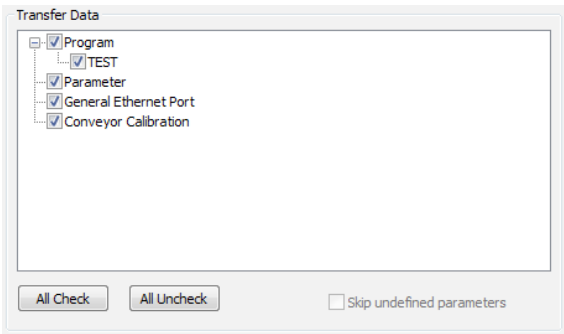 Transfer Data
Program
TEST
Parameter
General Ethernet Port
Conveyor Calibration
All Check All Uncheck Skip undefined parameters